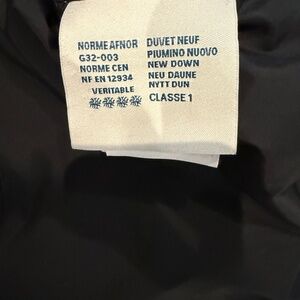 NORME AFNOR
G32-003
NORME CEN
NF EN 12934
VERITABLE
DUVET NEUF
PIUMINO NUOVO
NEW DOWN
NEU DAUNE
NYTT DUN
CLASSE 1